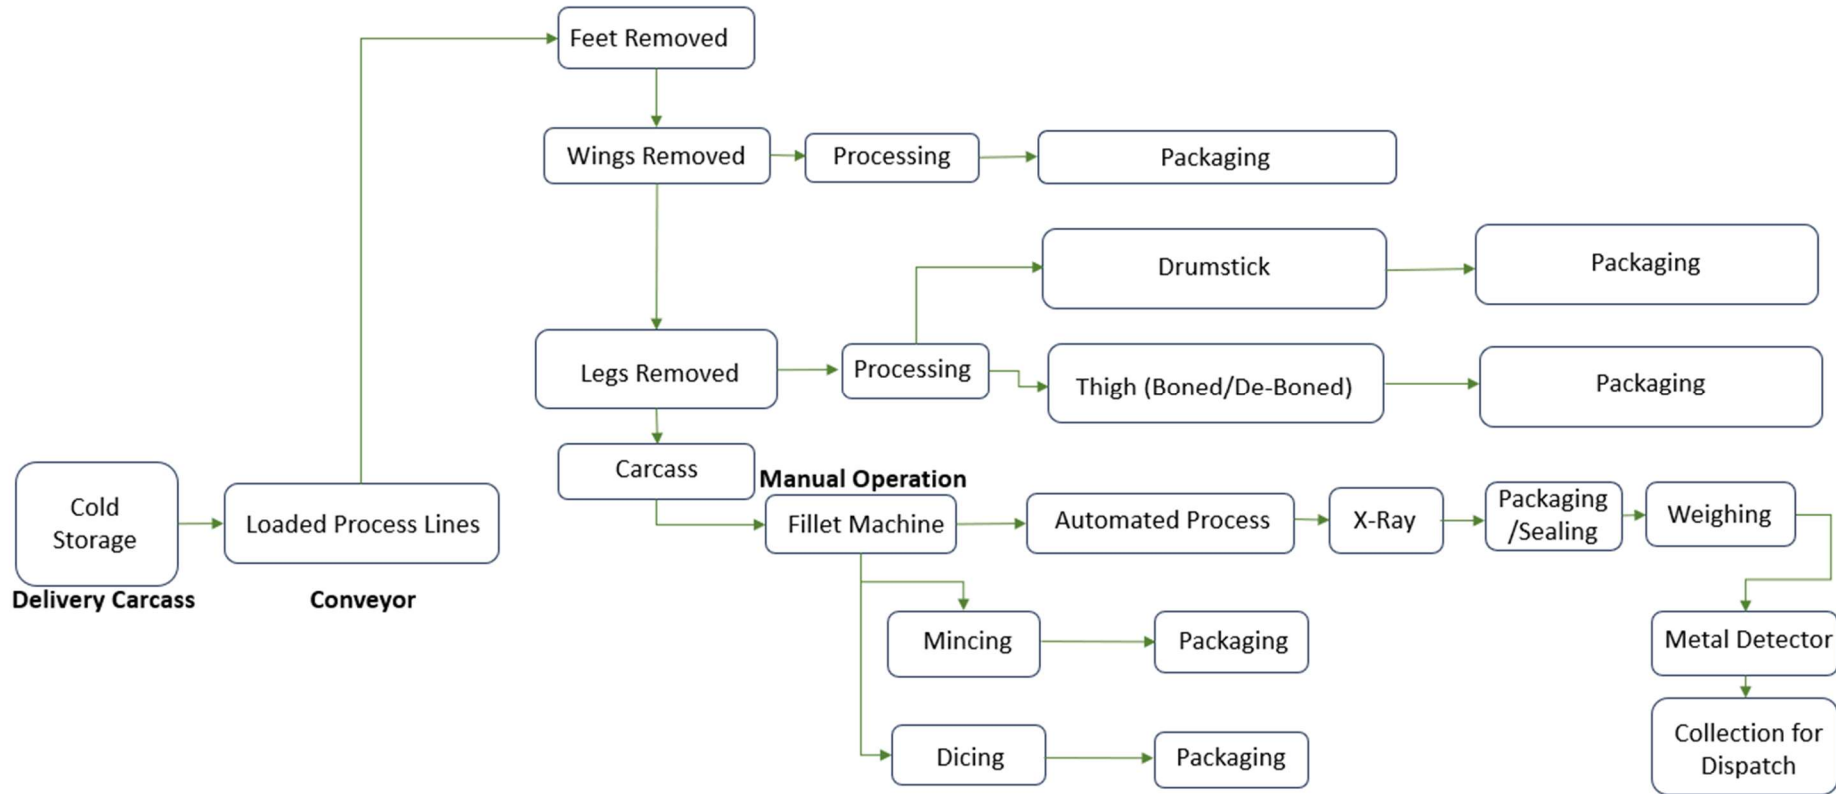 Feet Removed
Wings Removed
Processing
Packaging
Drumstick
Packaging
Legs Removed
Processing
Thigh (Boned/De-Boned)
Packaging
Carcass
Manual Operation
Cold
Storage
Delivery Carcass
Loaded Process Lines
Conveyor
Fillet Machine
Automated Process
X-Ray
Packaging
/Sealing
Weighing
Mincing
Packaging
Metal Detector
Dicing
Packaging
Collection for
Dispatch